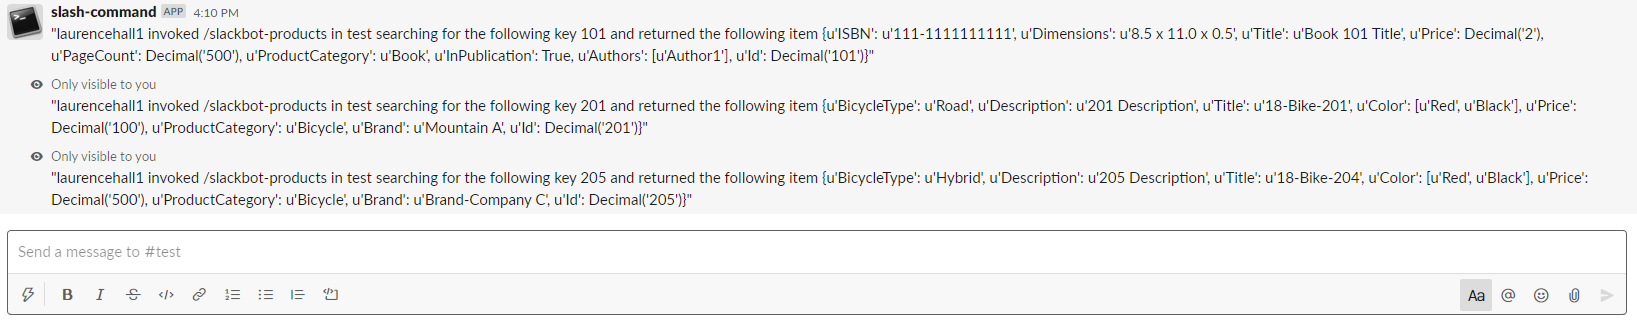 slash-command APP 4:10 PM
"laurencehall1 invoked /slackbot-products in test searching for the following key 101 and returned the following item {u'ISBN': u'111-1111111111', u'Dimensions': u'8.5 x 11.0 x 0.5', u'Title': u'Book 101 Title', u'Price': Decimal('2'),
u'PageCount': Decimal('500'), u'ProductCategory': u'Book', u'InPublication': True, u'Authors': [u'Author1'], u'Id': Decimal('101')}"
Only visible to you
"laurencehall1 invoked /slackbot-products in test searching for the following key 201 and returned the following item {u'BicycleType': u'Road', u'Description': u'201 Description', u'Title': u'18-Bike-201', u'Color': [u'Red', u'Black'], u'Price':
Decimal('100'), u'ProductCategory': u'Bicycle', u'Brand': u'Mountain A', u'Id': Decimal('201')}"
Only visible to you
"laurencehall1 invoked /slackbot-products in test searching for the following key 205 and returned the following item {u'BicycleType': u'Hybrid', u'Description': u'205 Description', u'Title': u'18-Bike-204', u'Color': [u'Red', u'Black'], u'Price':
Decimal('500'), u'ProductCategory': u'Bicycle', u'Brand': u'Brand-Company C', u'Id': Decimal('205')}"
Send a message to #test
B I S </> Aa @